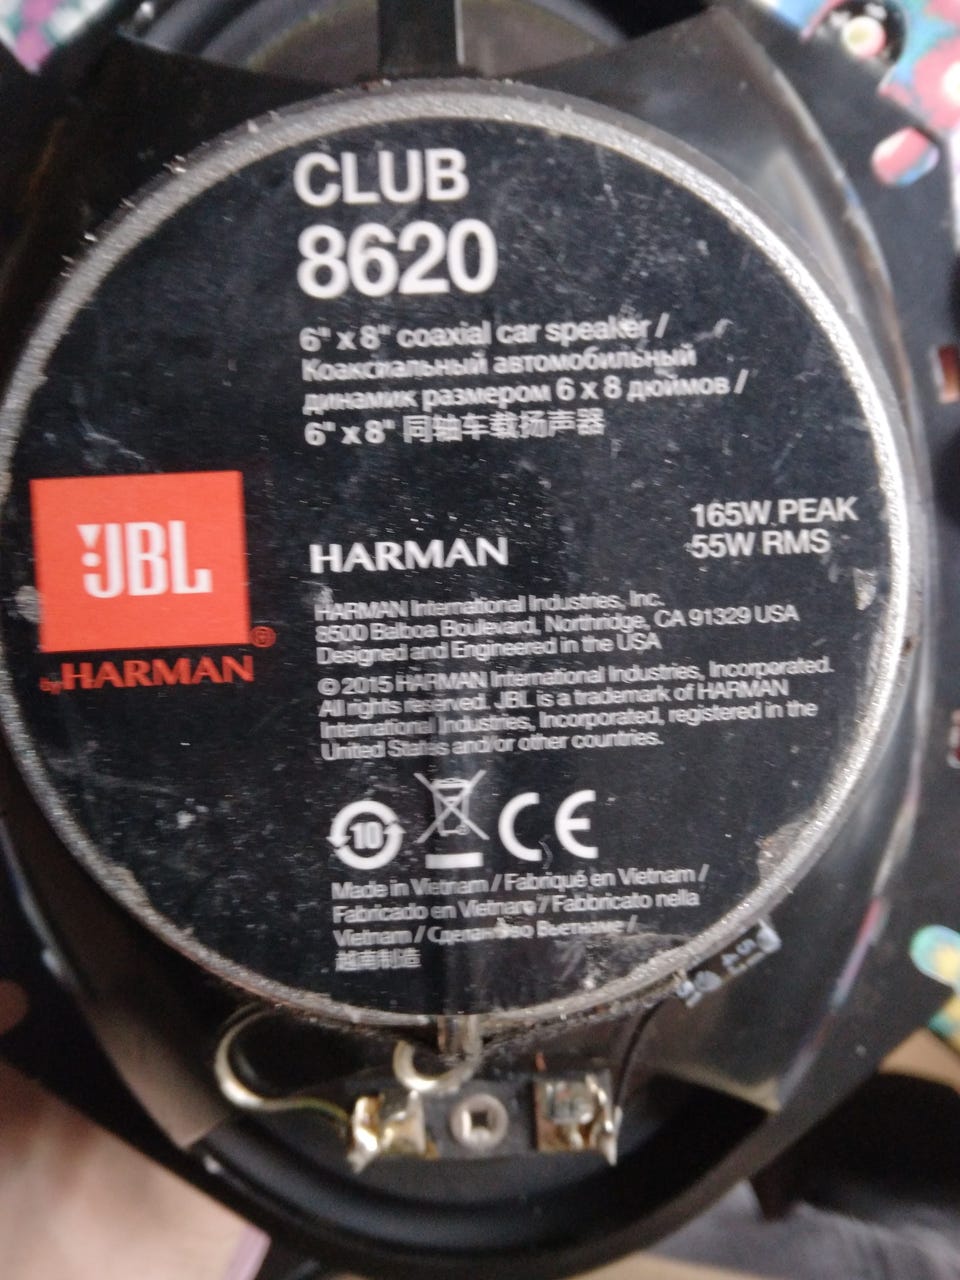 CLUB
8620
6" x 8" coaxial car speaker /
Коаксиальный автомобильный
динамик размером 6 x 8 дюймов /
6" x 8" 同轴车载扬声器
165W PEAK
55W RMS
JBL
®
by HARMAN
HARMAN
HARMAN International Industries, Inc.
8500 Balboa Boulevard, Northridge, CA 91329 USA
Designed and Engineered in the USA
© 2015 HARMAN International Industries, Incorporated.
All rights reserved. JBL is a trademark of HARMAN
International Industries, Incorporated, registered in the
United States and/or other countries.
10
CE
Made in Vietnam / Fabriqué en Vietnam /
Fabricado en Vietnam / Fabbricato nella
Vietnam / Сделано во Вьетнаме /
越南制造